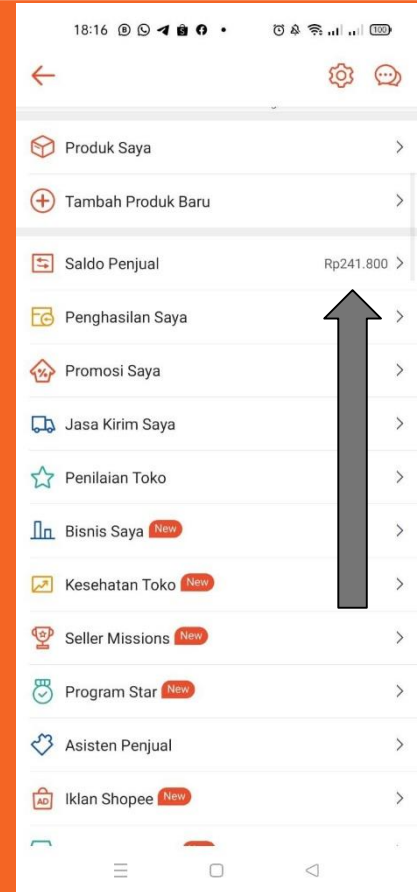 18:16
100
Produk Saya
Tambah Produk Baru
Saldo Penjual Rp241.800
Penghasilan Saya
Promosi Saya
Jasa Kirim Saya
Penilaian Toko
Bisnis Saya New
Kesehatan Toko New
Seller Missions New
Program Star New
Asisten Penjual
AD Iklan Shopee New